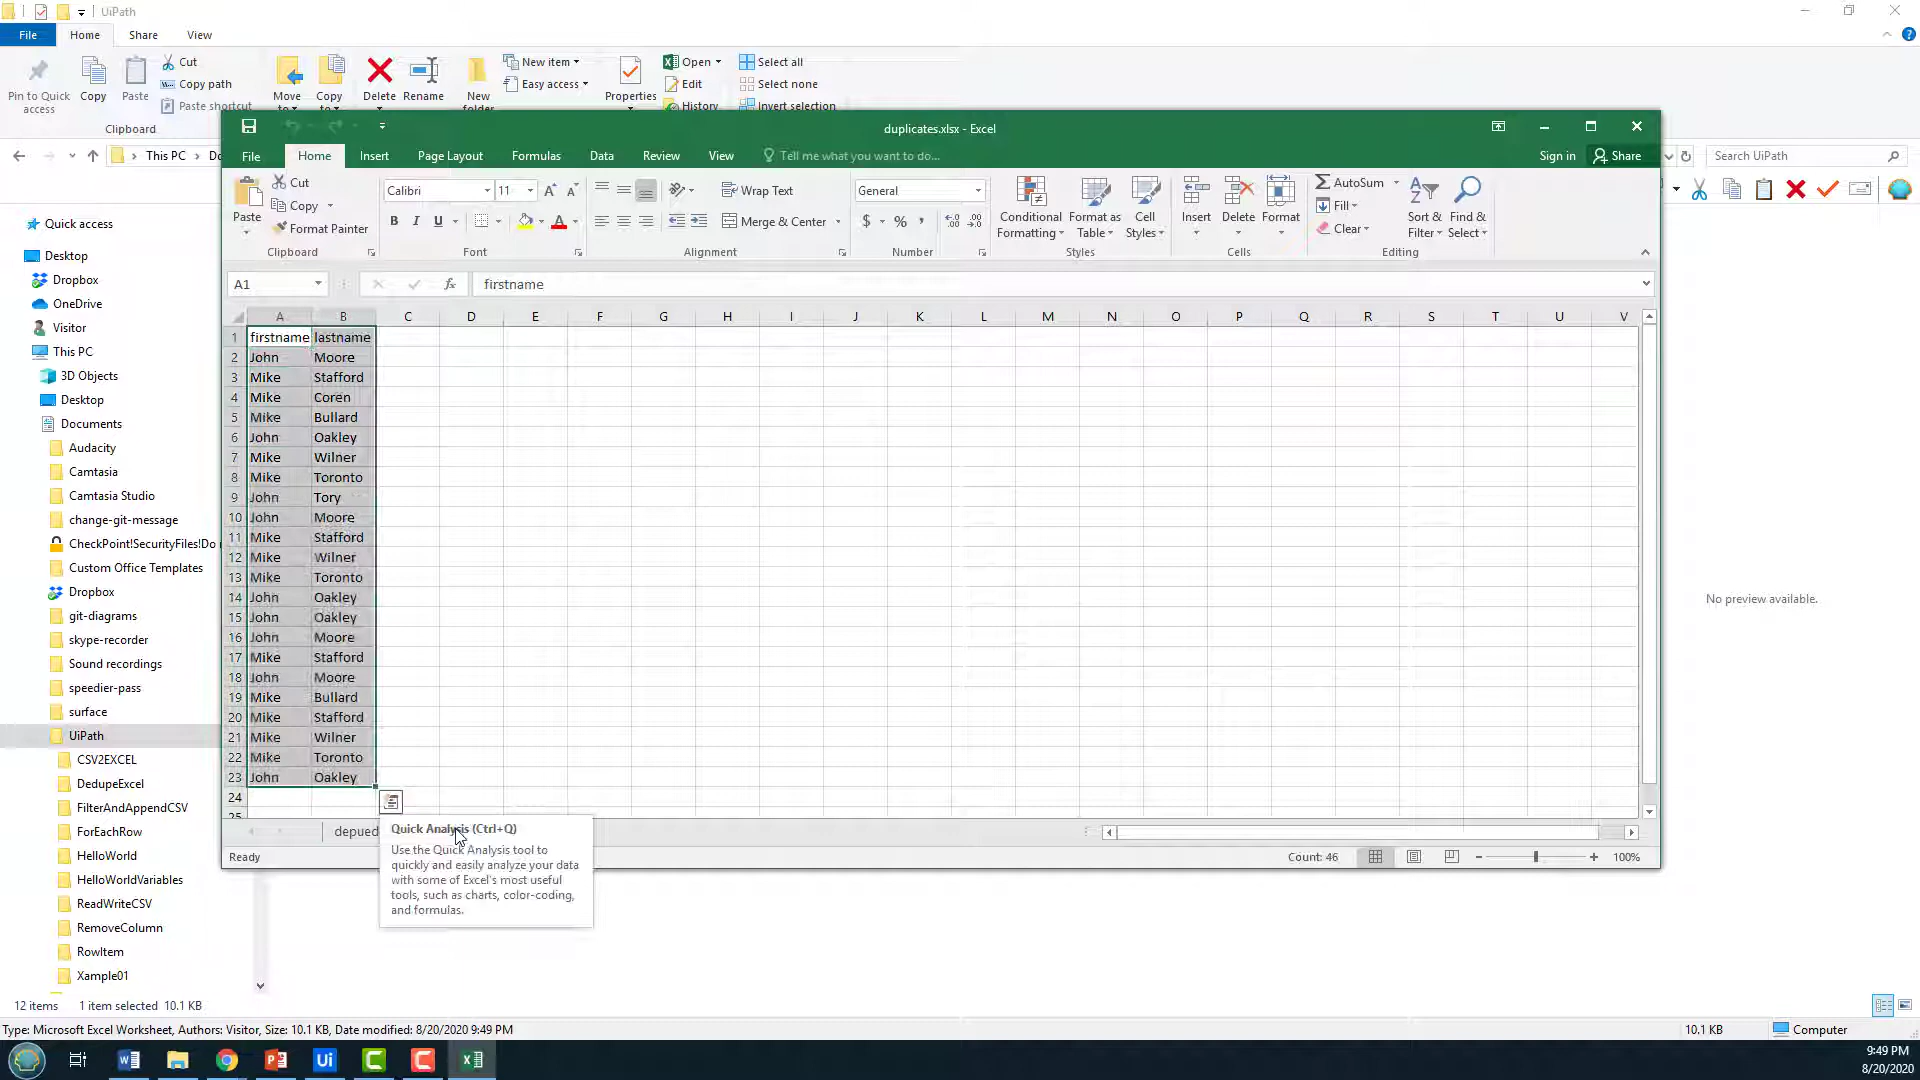 UiPath
File Home Share View
Pin to Quick access
Copy
Paste
Cut
Copy path
Paste shortcut
Clipboard
Move to
Copy to
Delete
Rename
New folder
New item
Easy access
Properties
Open
Edit
History
Select all
Select none
Invert selection
This PC
Search UiPath
duplicates.xlsx - Excel
File Home Insert Page Layout Formulas Data Review View Tell me what you want to do... Sign in Share
Paste
Cut
Copy
Format Painter
Clipboard
Calibri 11
B I U
Font
Wrap Text
Merge & Center
Alignment
General
$ % ,
Number
Conditional Formatting
Format as Table
Cell Styles
Styles
Insert
Delete
Format
Cells
AutoSum
Fill
Clear
Sort & Filter
Find & Select
Editing
A1 fx firstname
A B C D E F G H I J K L M N O P Q R S T U V
1 firstname lastname
2 John Moore
3 Mike Stafford
4 Mike Coren
5 Mike Bullard
6 John Oakley
7 Mike Wilner
8 Mike Toronto
9 John Tory
10 John Moore
11 Mike Stafford
12 Mike Wilner
13 Mike Toronto
14 John Oakley
15 John Oakley
16 John Moore
17 Mike Stafford
18 John Moore
19 Mike Bullard
20 Mike Stafford
21 Mike Wilner
22 Mike Toronto
23 John Oakley
24
25
Quick Analysis (Ctrl+Q)
Use the Quick Analysis tool to
quickly and easily analyze your data
with some of Excel's most useful
tools, such as charts, color-coding,
and formulas.
Ready
Count: 46
100%
Quick access
Desktop
Dropbox
OneDrive
Visitor
This PC
3D Objects
Desktop
Documents
Audacity
Camtasia
Camtasia Studio
change-git-message
CheckPoint!SecurityFiles!Do
Custom Office Templates
Dropbox
git-diagrams
skype-recorder
Sound recordings
speedier-pass
surface
UiPath
CSV2EXCEL
DedupeExcel
FilterAndAppendCSV
ForEachRow
HelloWorld
HelloWorldVariables
ReadWriteCSV
RemoveColumn
RowItem
Xample01
No preview available.
12 items 1 item selected 10.1 KB
Type: Microsoft Excel Worksheet, Authors: Visitor, Size: 10.1 KB, Date modified: 8/20/2020 9:49 PM
10.1 KB Computer
Ui
9:49 PM
8/20/2020